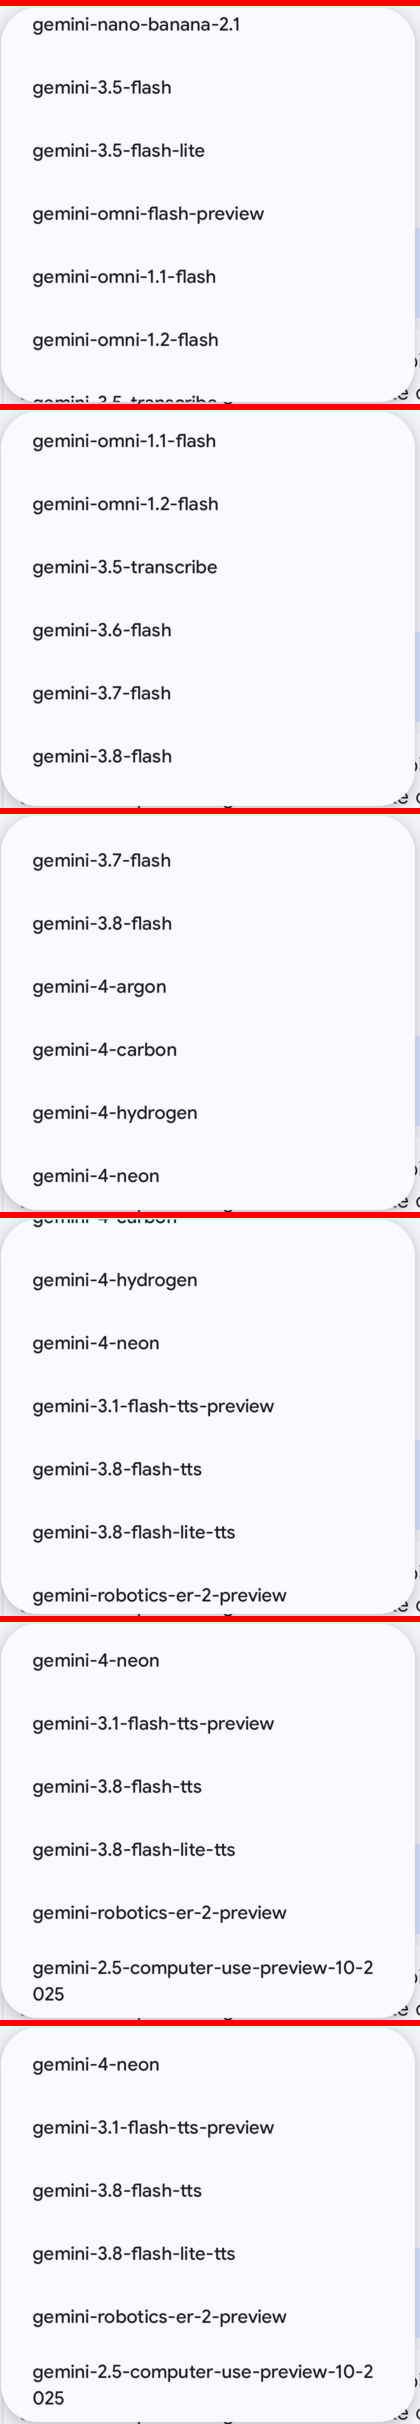 gemini-nano-banana-2.1
gemini-3.5-flash
gemini-3.5-flash-lite
gemini-omni-flash-preview
gemini-omni-1.1-flash
gemini-omni-1.2-flash
gemini-3.5-transcribe
gemini-omni-1.1-flash
gemini-omni-1.2-flash
gemini-3.5-transcribe
gemini-3.6-flash
gemini-3.7-flash
gemini-3.8-flash
gemini-3.7-flash
gemini-3.8-flash
gemini-4-argon
gemini-4-carbon
gemini-4-hydrogen
gemini-4-neon
gemini-4-carbon
gemini-4-hydrogen
gemini-4-neon
gemini-3.1-flash-tts-preview
gemini-3.8-flash-tts
gemini-3.8-flash-lite-tts
gemini-robotics-er-2-preview
gemini-4-neon
gemini-3.1-flash-tts-preview
gemini-3.8-flash-tts
gemini-3.8-flash-lite-tts
gemini-robotics-er-2-preview
gemini-2.5-computer-use-preview-10-2
025
gemini-4-neon
gemini-3.1-flash-tts-preview
gemini-3.8-flash-tts
gemini-3.8-flash-lite-tts
gemini-robotics-er-2-preview
gemini-2.5-computer-use-preview-10-2
025